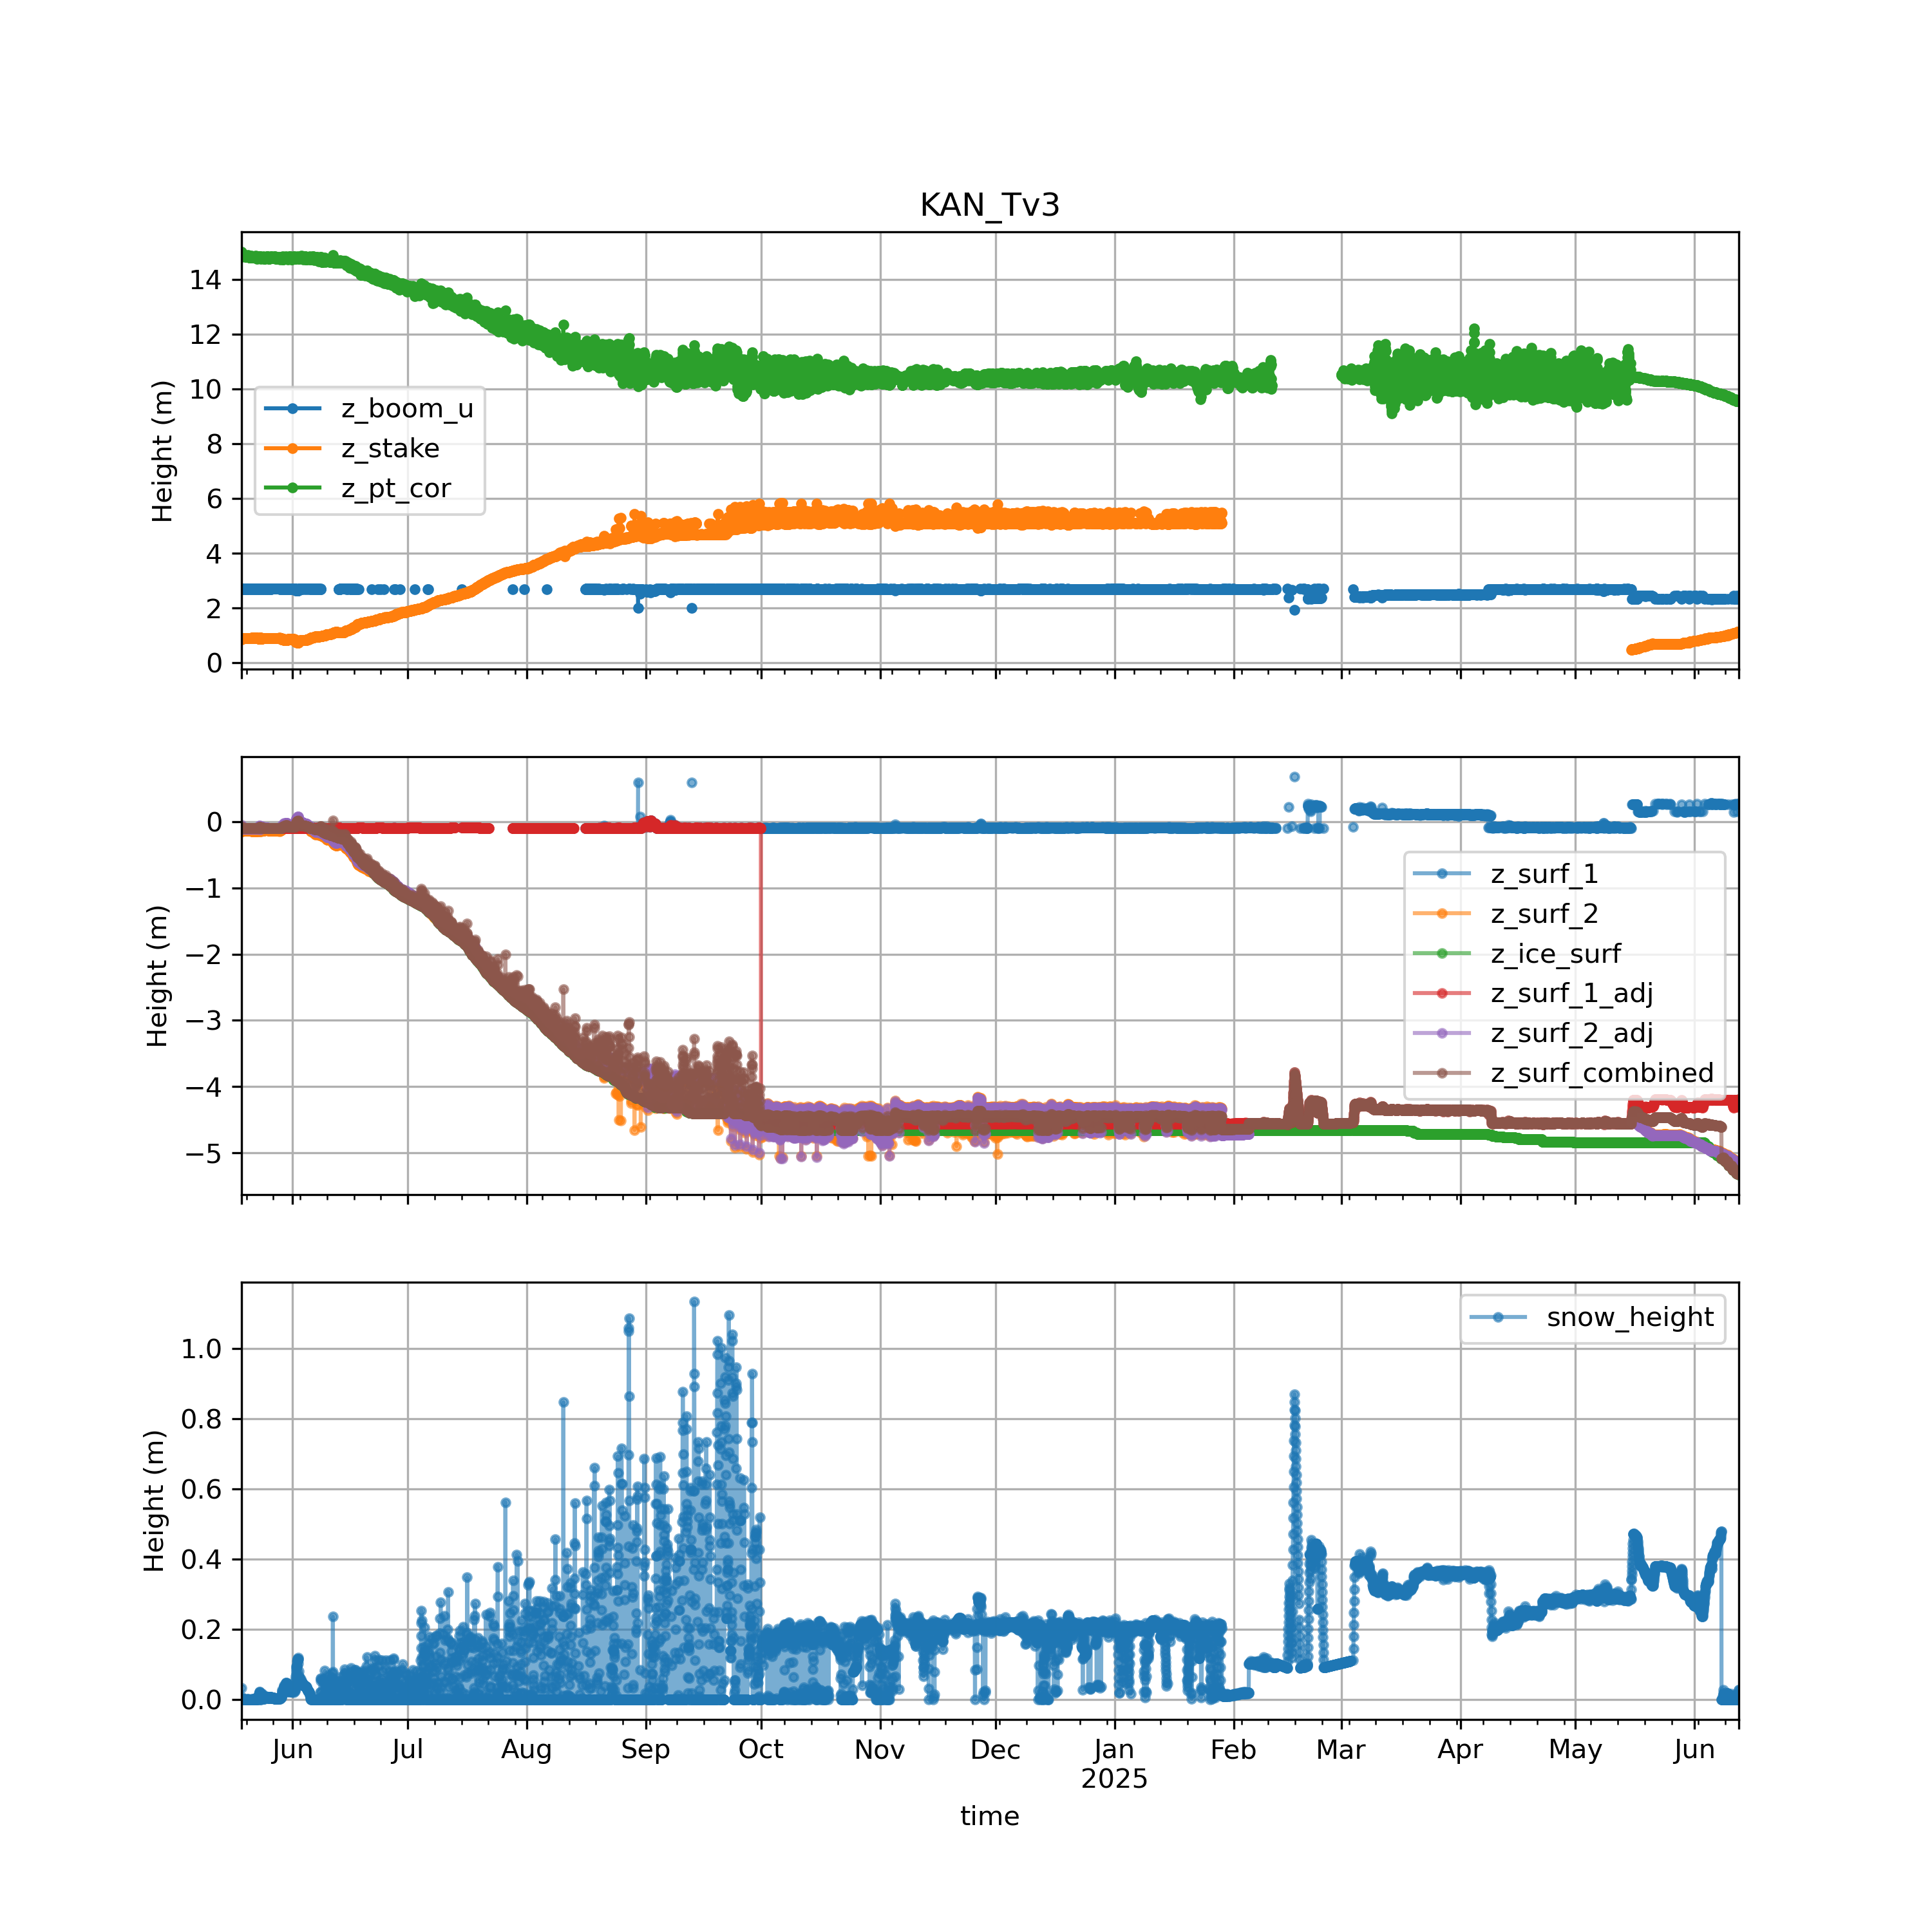 KAN_Tv3
14
12
10
8
6
4
2
0
Height (m)
z_boom_u
z_stake
z_pt_cor
0
−1
−2
−3
−4
−5
Height (m)
z_surf_1
z_surf_2
z_ice_surf
z_surf_1_adj
z_surf_2_adj
z_surf_combined
1.0
0.8
0.6
0.4
0.2
0.0
Height (m)
snow_height
Jun Jul Aug Sep Oct Nov Dec Jan Feb Mar Apr May Jun
2025
time